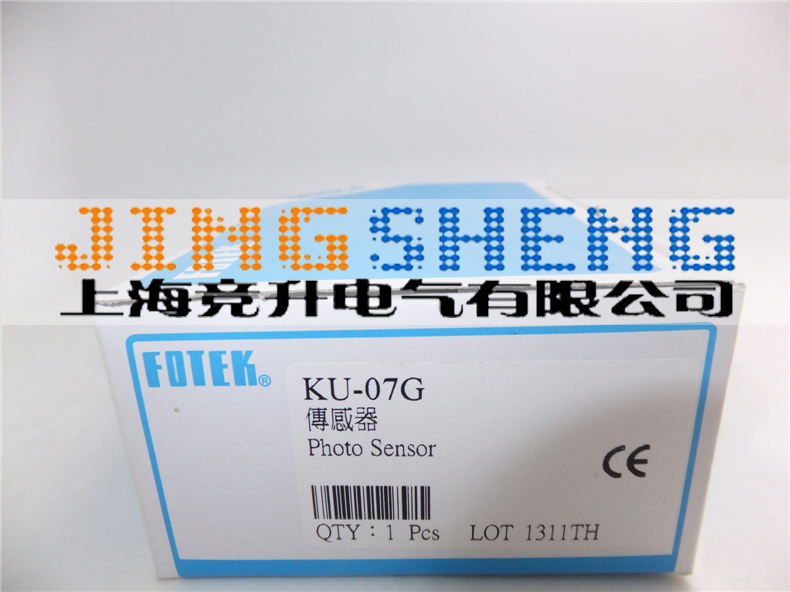 JINGSHENG
上海竞升电气有限公司
FOTEK®
KU-07G
傳感器
Photo Sensor
CE
QTY：1 Pcs LOT 1311TH